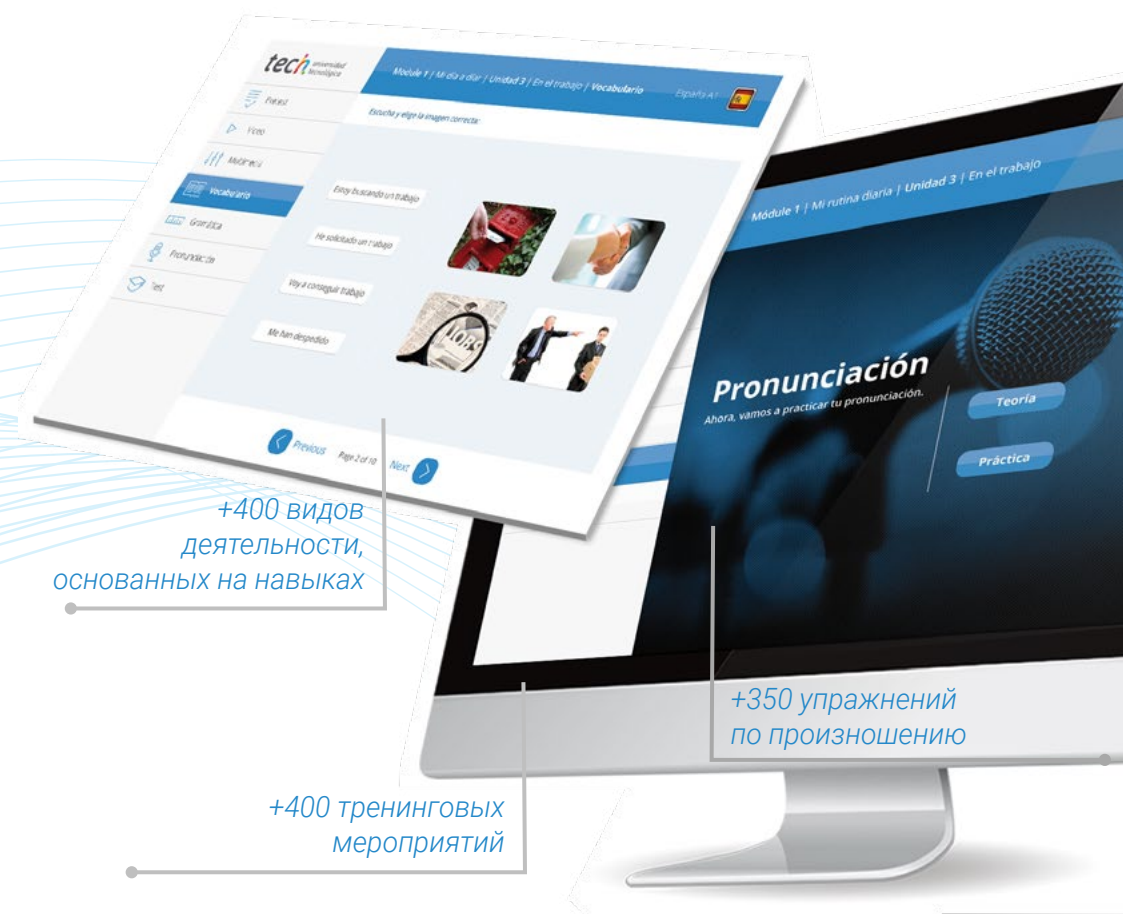 tech universidad
tecnológica
Module 1 | Mi día a día | Unidad 3 | En el trabajo | Vocabulario
España A1
Escucha y elige la imagen correcta:
Vocabulario
Gramática
Pronunciación
Test
Estoy buscando un trabajo
He solicitado un trabajo
Voy a conseguir trabajo
Me han despedido
JOBS
Previous
Page 2 of 10
Next
Módule 1 | Mi rutina diaria | Unidad 3 | En el trabajo
Pronunciación
Ahora, vamos a practicar tu pronunciación.
Teoría
Práctica
+400 видов
деятельности,
основанных на навыках
+350 упражнений
по произношению
+400 тренинговых
мероприятий